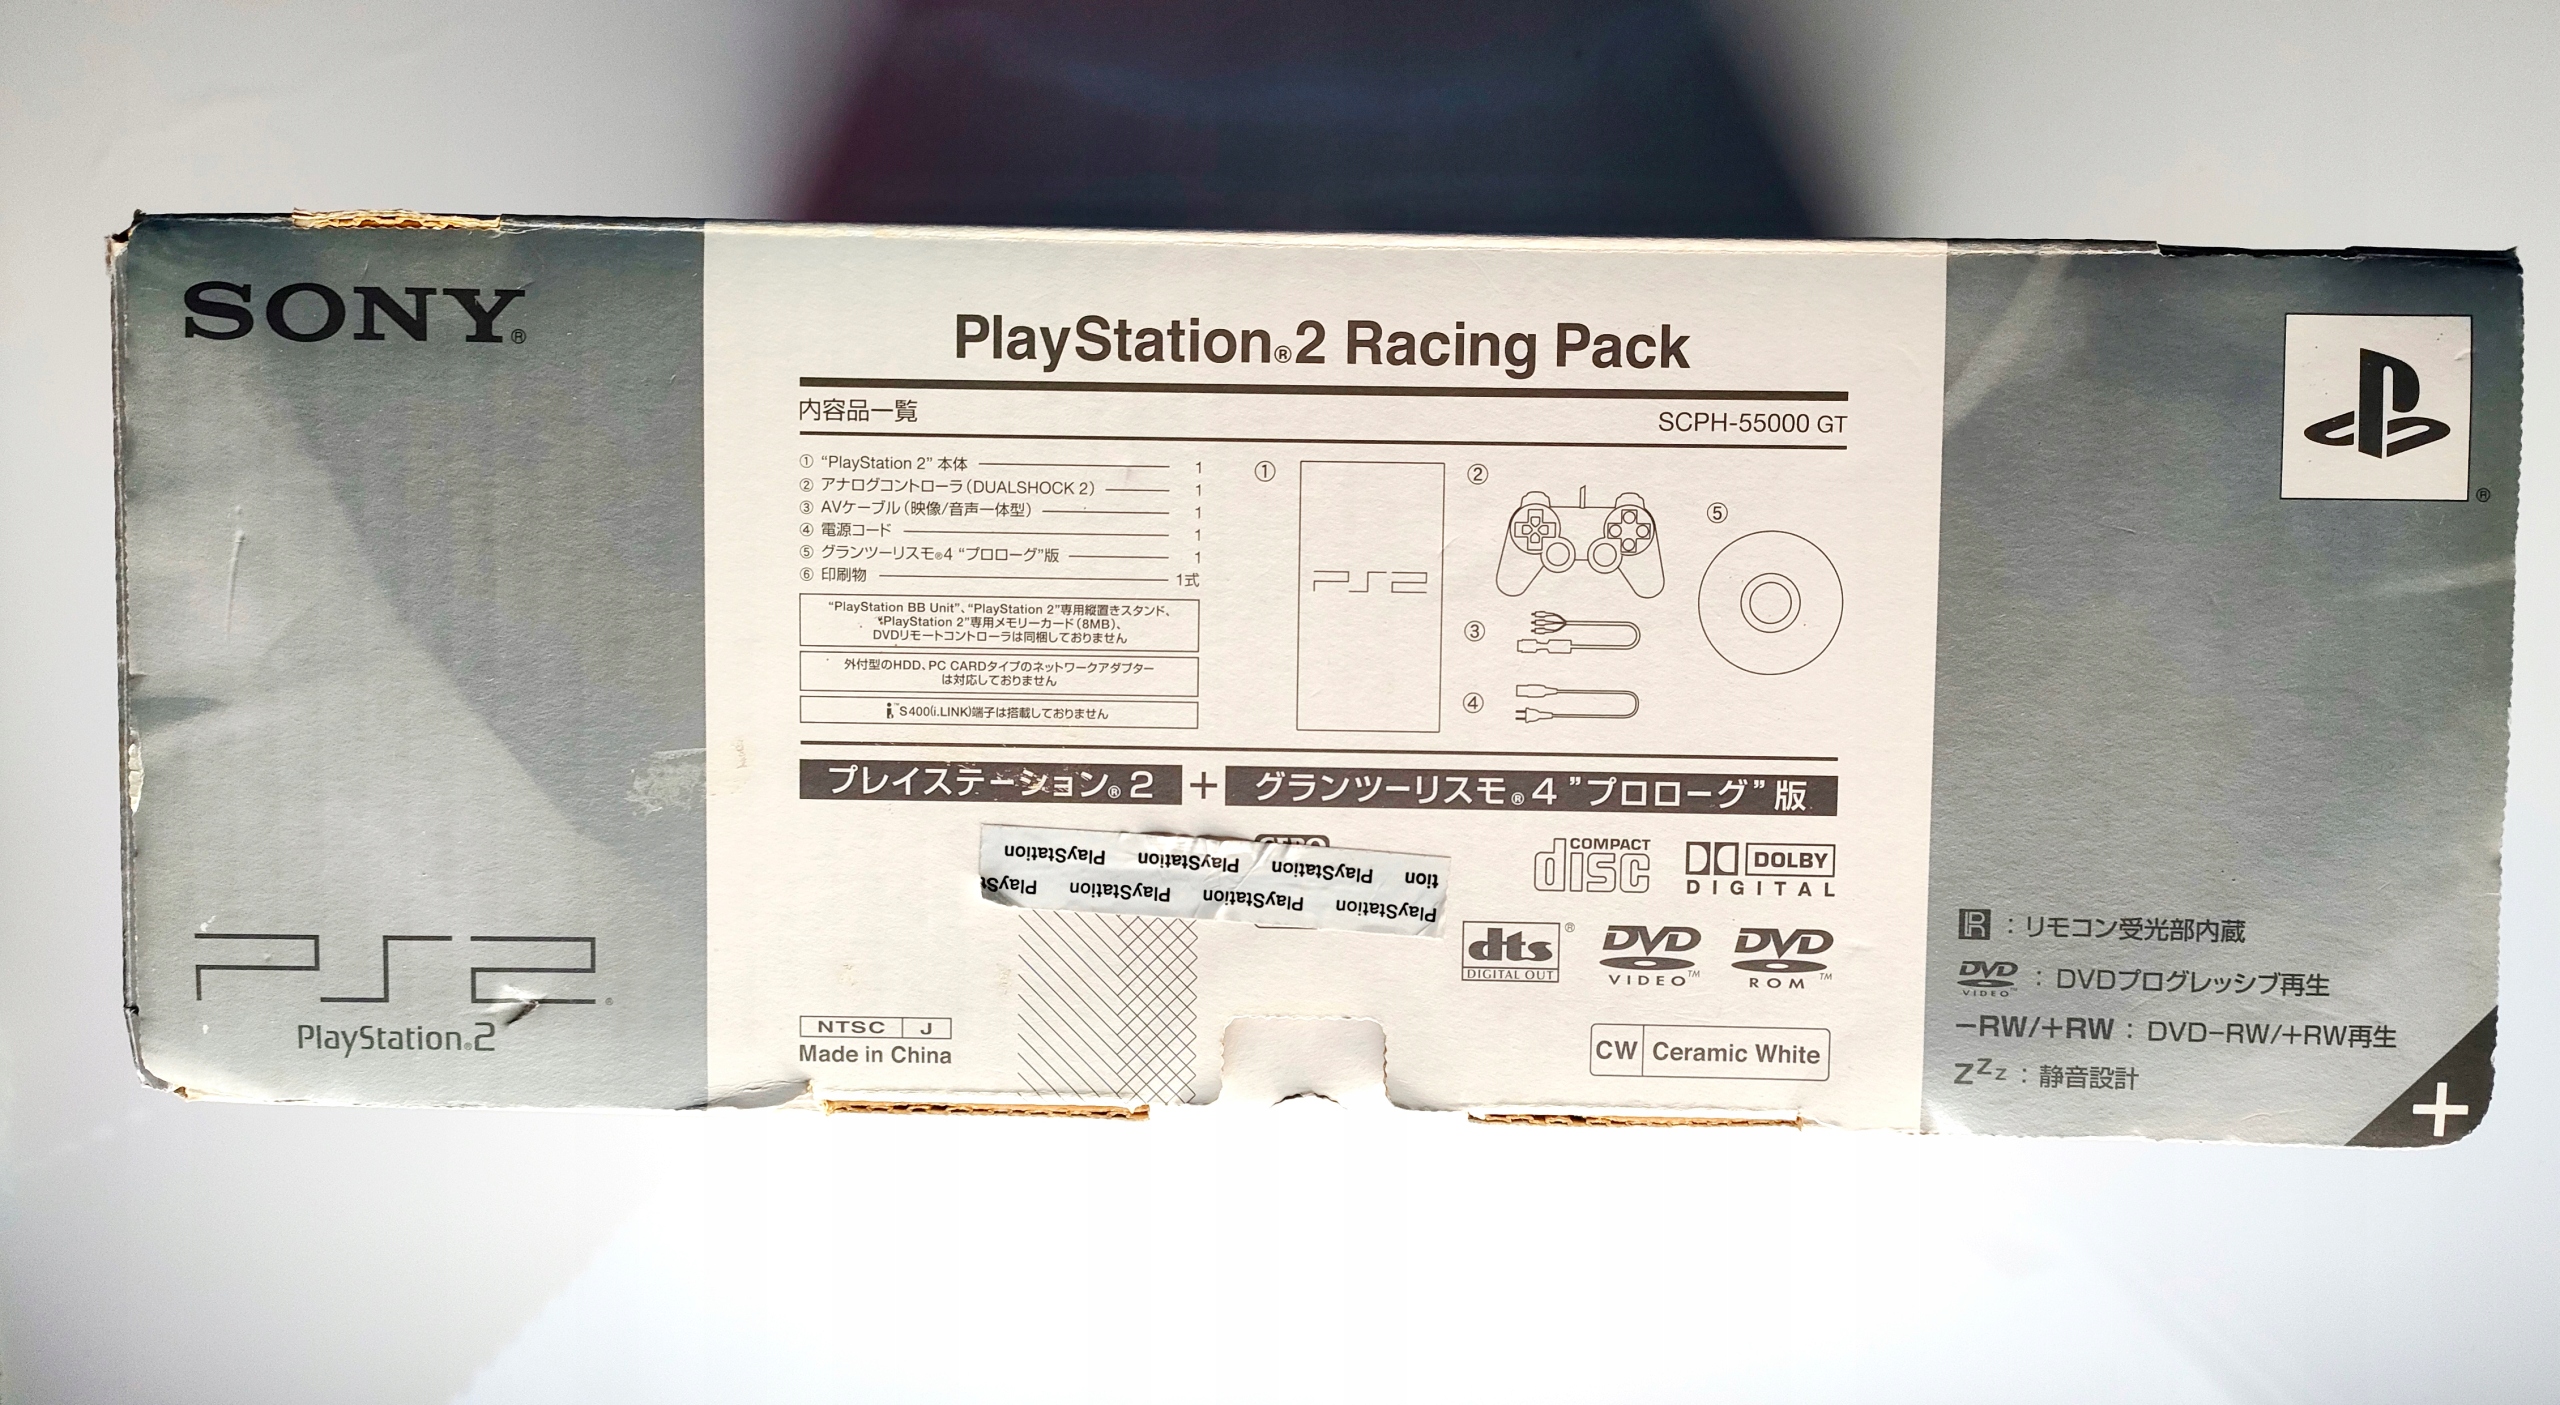 SONY®
PlayStation®2 Racing Pack
内容品一覧
SCPH-55000 GT
① “PlayStation 2” 本体 1
② アナログコントローラ(DUALSHOCK 2) 1
③ AVケーブル(映像/音声一体型) 1
④ 電源コード 1
⑤ グランツーリスモ®4 “プロローグ”版 1
⑥ 印刷物 1式
“PlayStation BB Unit”、“PlayStation 2”専用縦置きスタンド、
“PlayStation 2”専用メモリーカード(8MB)、
DVDリモートコントローラは同梱しておりません
外付型のHDD、PC CARDタイプのネットワークアダプター
は対応しておりません
i™S400(i.LINK)端子は搭載しておりません
①
②
③
④
⑤
PS2
プレイステーション®2 + グランツーリスモ®4 ”プロローグ”版
PlayStation PlayStation PlayStation tion
PlaySt PlayStation PlayStation PlayStation
COMPACT
disc
DOLBY
DIGITAL
dts®
DIGITAL OUT
DVD
VIDEO™
DVD
ROM™
NTSC J
Made in China
CW Ceramic White
PS2®
PlayStation®2
®
IR : リモコン受光部内蔵
DVD VIDEO™ : DVDプログレッシブ再生
−RW/+RW : DVD−RW/+RW再生
ZZZ : 静音設計
+